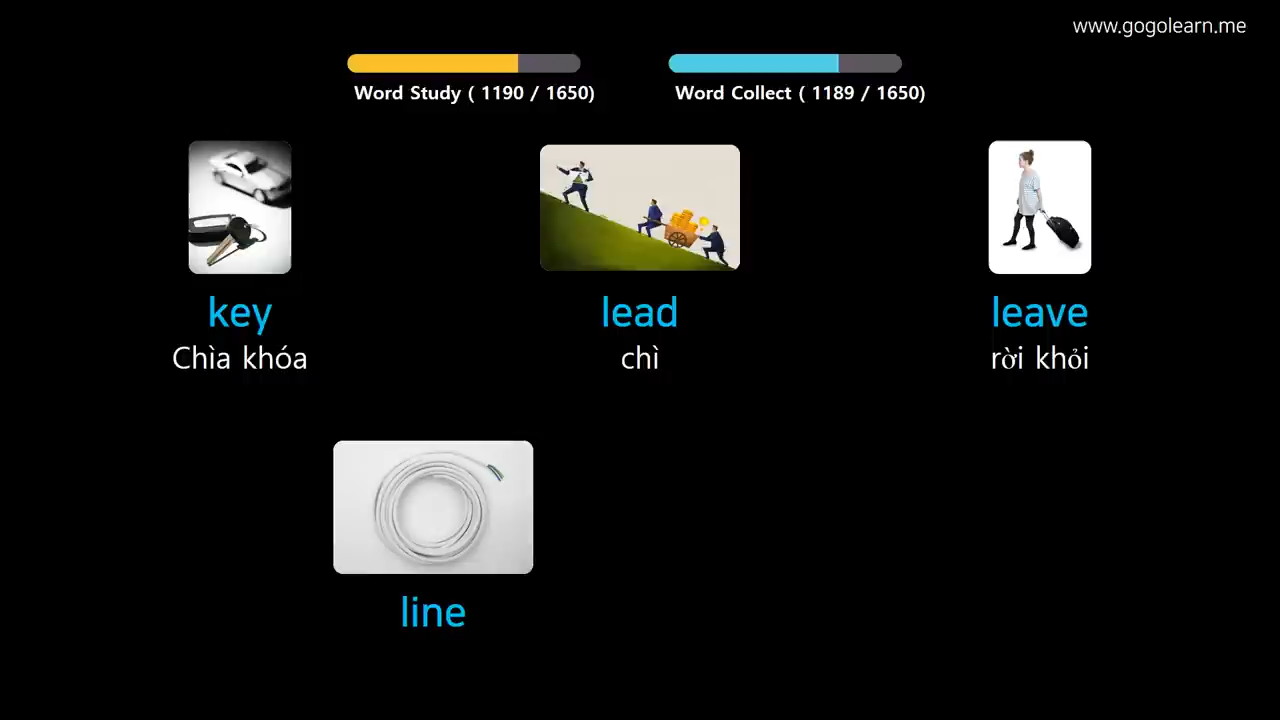 www.gogolearn.me
Word Study ( 1190 / 1650)
Word Collect ( 1189 / 1650)
key
Chìa khóa
lead
chì
leave
rời khỏi
line